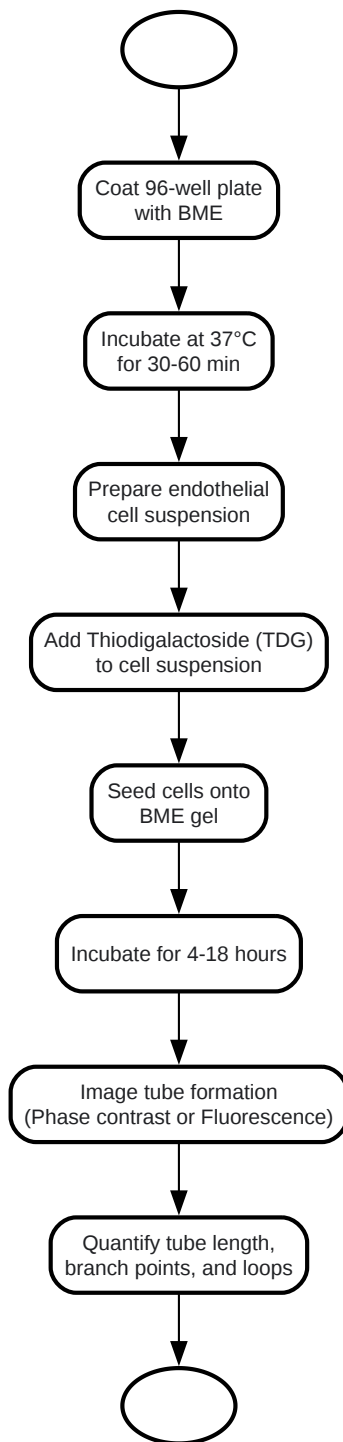 Coat 96-well plate
with BME
Incubate at 37°C
for 30-60 min
Prepare endothelial
cell suspension
Add Thiodigalactoside (TDG)
to cell suspension
Seed cells onto
BME gel
Incubate for 4-18 hours
Image tube formation
(Phase contrast or Fluorescence)
Quantify tube length,
branch points, and loops